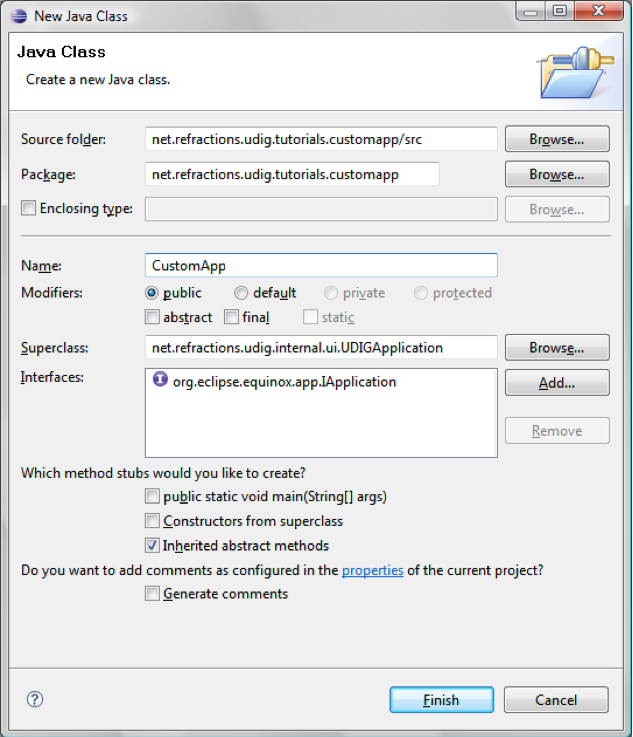 New Java Class
Java Class
Create a new Java class.
Source folder: net.refractions.udig.tutorials.customapp/src Browse...
Package: net.refractions.udig.tutorials.customapp Browse...
Enclosing type: Browse...
Name: CustomApp
Modifiers: public default private protected
abstract final static
Superclass: net.refractions.udig.internal.ui.UDIGApplication Browse...
Interfaces: I org.eclipse.equinox.app.IApplication Add...
Remove
Which method stubs would you like to create?
public static void main(String[] args)
Constructors from superclass
Inherited abstract methods
Do you want to add comments as configured in the properties of the current project?
Generate comments
? Finish Cancel